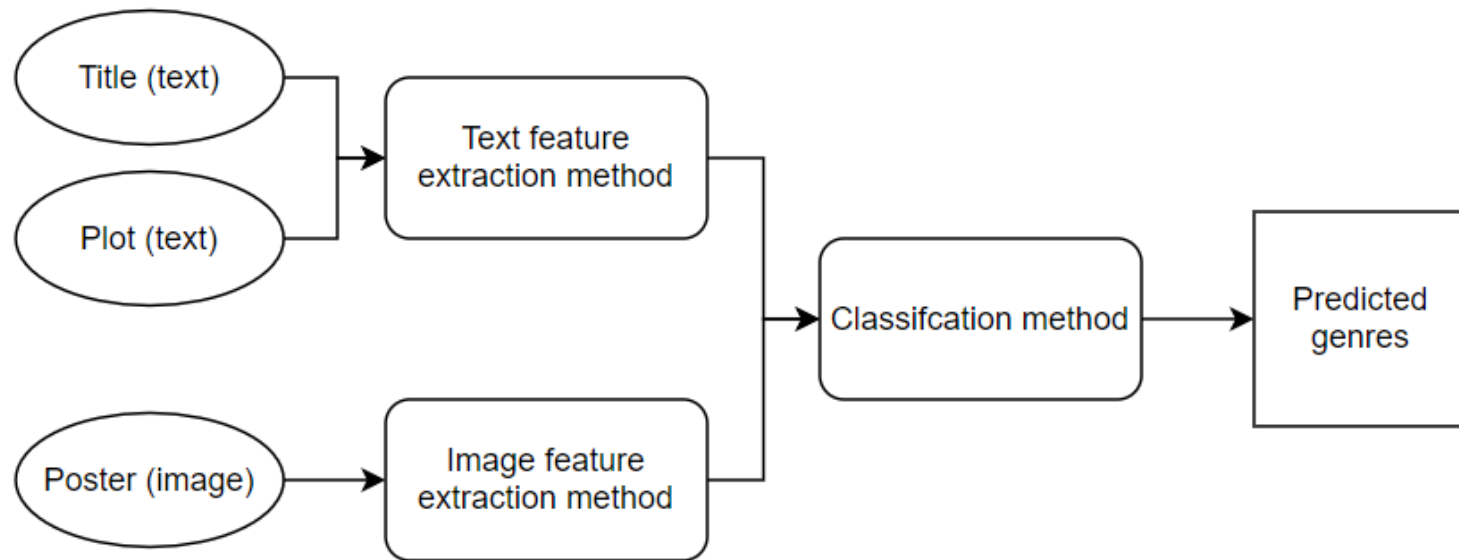 Title (text)
Plot (text)
Poster (image)
Text feature
extraction method
Image feature
extraction method
Classifcation method
Predicted
genres